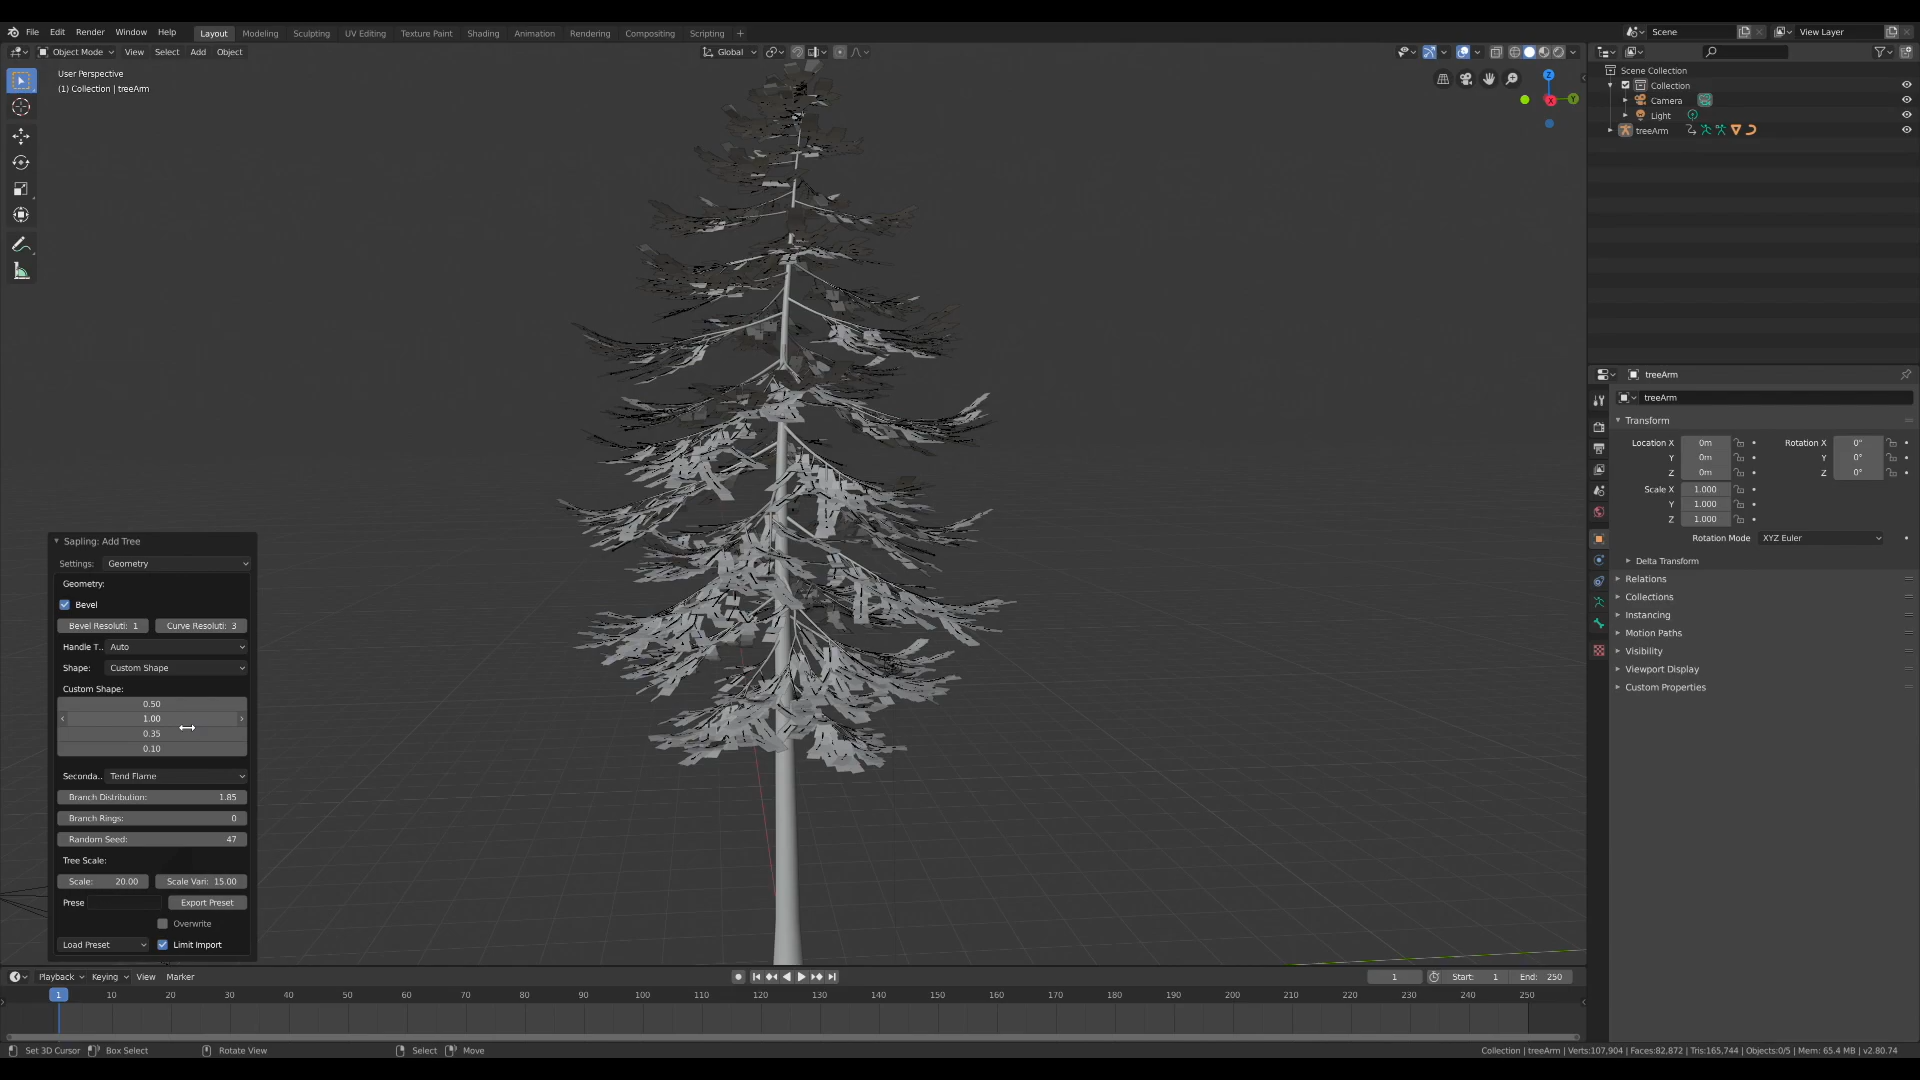 File Edit Render Window Help Layout Modeling Sculpting UV Editing Texture Paint Shading Animation Rendering Compositing Scripting + Scene View Layer
Object Mode View Select Add Object Global
User Perspective
(1) Collection | treeArm
Z
X
Y
Scene Collection
Collection
Camera
Light
treeArm
treeArm
treeArm
Transform
Location X 0m Rotation X 0°
Y 0m Y 0°
Z 0m Z 0°
Scale X 1.000
Y 1.000
Z 1.000
Rotation Mode XYZ Euler
Delta Transform
Relations
Collections
Instancing
Motion Paths
Visibility
Viewport Display
Custom Properties
Sapling: Add Tree
Settings: Geometry
Geometry:
Bevel
Bevel Resoluti: 1 Curve Resoluti: 3
Handle T.. Auto
Shape: Custom Shape
Custom Shape:
0.50
1.00
0.35
0.10
Seconda.. Tend Flame
Branch Distribution: 1.85
Branch Rings: 0
Random Seed: 47
Tree Scale:
Scale: 20.00 Scale Vari: 15.00
Prese Export Preset
Overwrite
Load Preset Limit Import
Playback Keying View Marker 1 Start: 1 End: 250
1 10 20 30 40 50 60 70 80 90 100 110 120 130 140 150 160 170 180 190 200 210 220 230 240 250
Set 3D Cursor Box Select Rotate View Select Move Collection | treeArm | Verts:107,904 | Faces:82,872 | Tris:165,744 | Objects:0/5 | Mem: 65.4 MB | v2.80.74